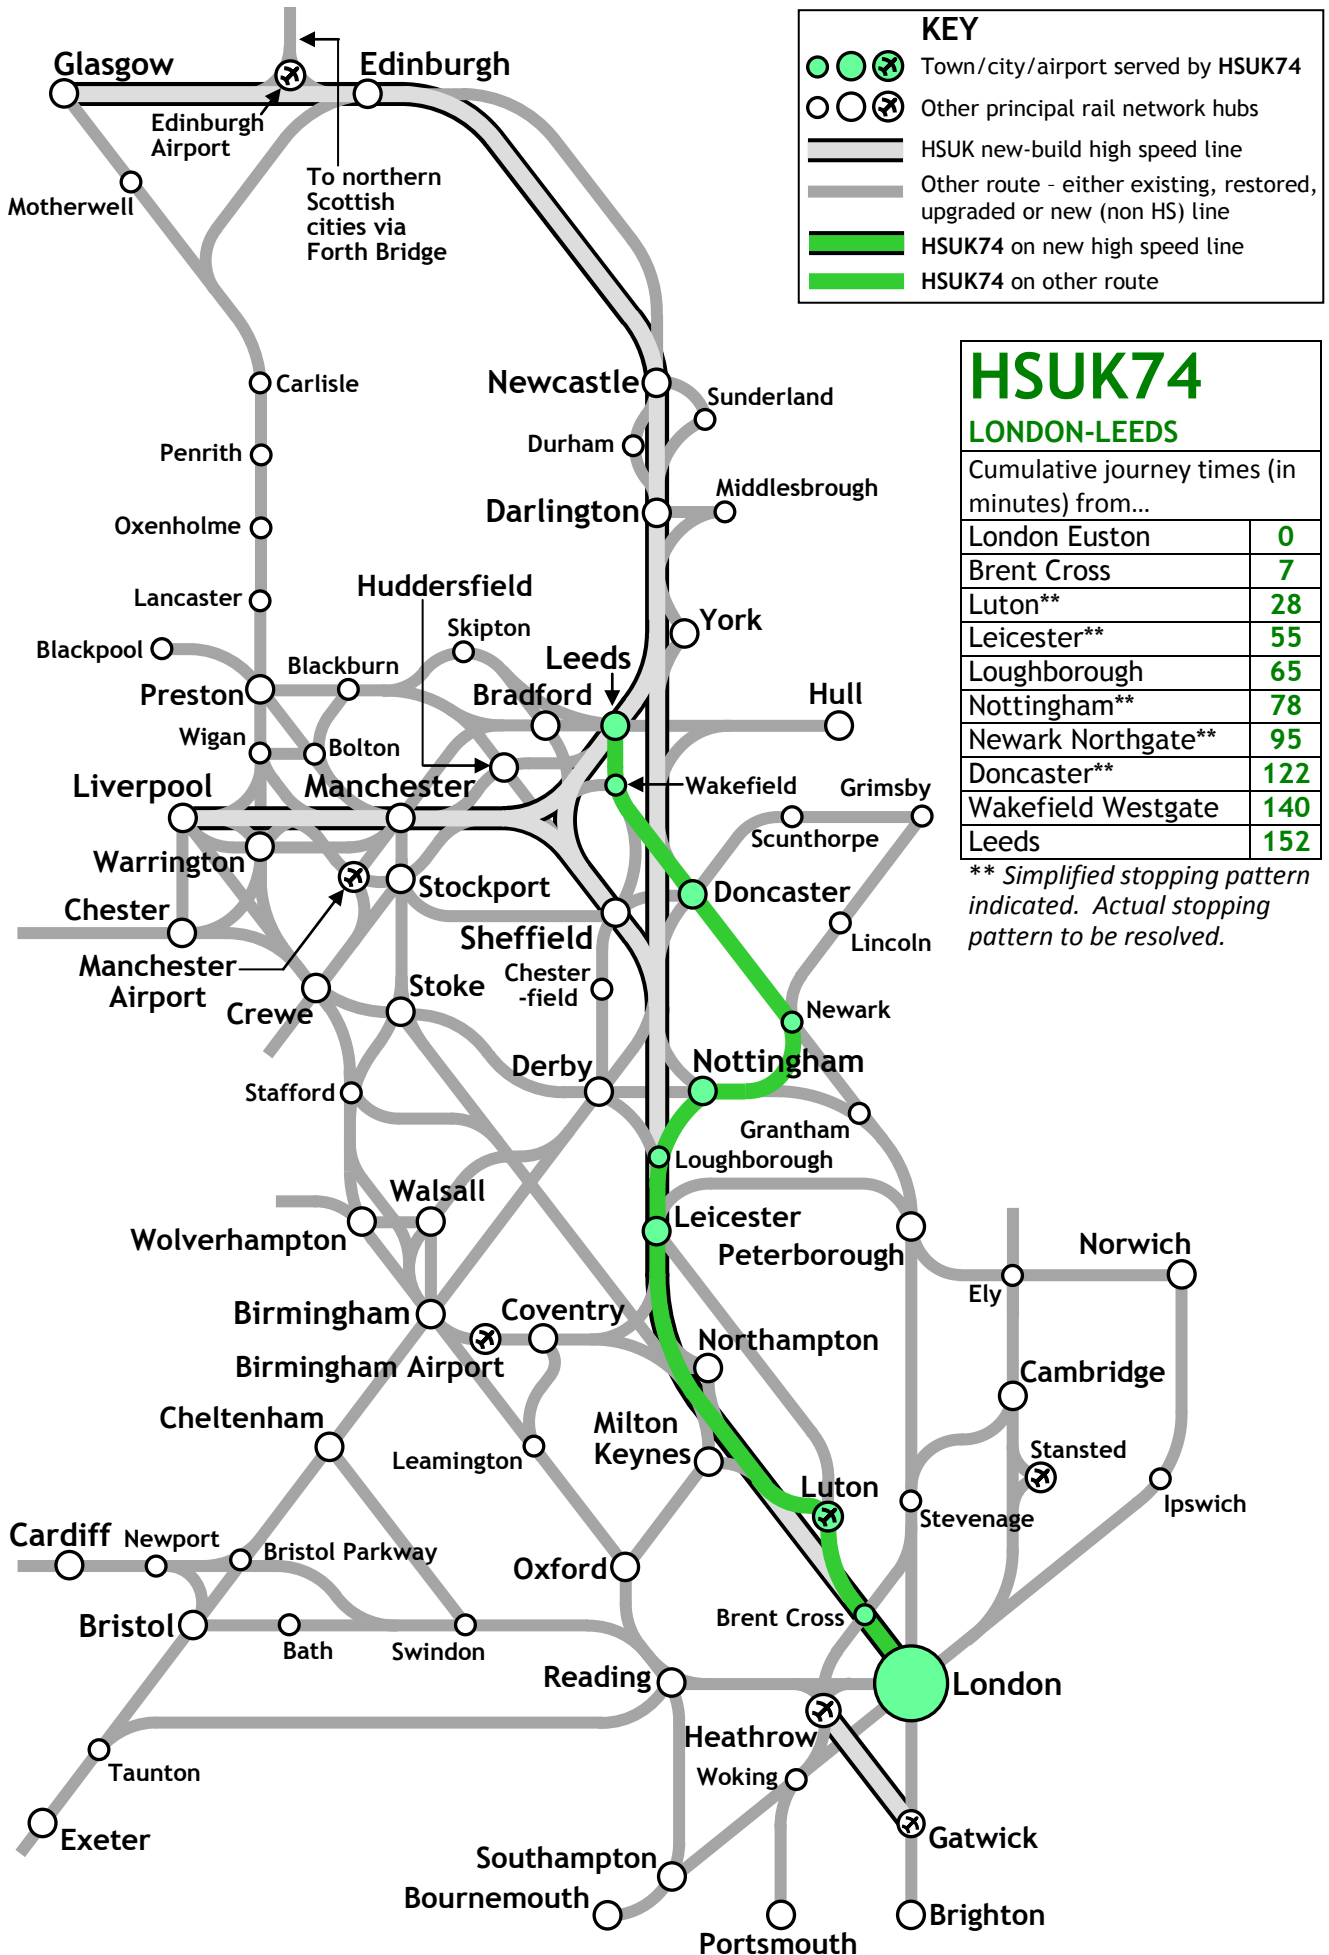 KEY
Town/city/airport served by HSUK74
Other principal rail network hubs
HSUK new-build high speed line
Other route - either existing, restored,
upgraded or new (non HS) line
HSUK74 on new high speed line
HSUK74 on other route
HSUK74
LONDON-LEEDS
Cumulative journey times (in
minutes) from...
London Euston 0
Brent Cross 7
Luton** 28
Leicester** 55
Loughborough 65
Nottingham** 78
Newark Northgate** 95
Doncaster** 122
Wakefield Westgate 140
Leeds 152
** Simplified stopping pattern
indicated. Actual stopping
pattern to be resolved.
Glasgow
Edinburgh
Edinburgh
Airport
To northern
Scottish
cities via
Forth Bridge
Motherwell
Carlisle
Newcastle
Sunderland
Durham
Penrith
Middlesbrough
Darlington
Oxenholme
Huddersfield
Lancaster
York
Skipton
Blackpool
Leeds
Blackburn
Preston
Bradford
Hull
Wigan
Bolton
Liverpool
Manchester
Wakefield
Grimsby
Scunthorpe
Warrington
Stockport
Doncaster
Chester
Sheffield
Lincoln
Manchester
Airport
Chester
-field
Stoke
Crewe
Newark
Nottingham
Derby
Stafford
Grantham
Loughborough
Walsall
Leicester
Wolverhampton
Peterborough
Norwich
Ely
Birmingham
Coventry
Northampton
Birmingham Airport
Cambridge
Cheltenham
Milton
Keynes
Leamington
Stansted
Luton
Ipswich
Stevenage
Cardiff
Newport
Bristol Parkway
Oxford
Bristol
Brent Cross
Bath
Swindon
Reading
London
Heathrow
Taunton
Woking
Exeter
Gatwick
Southampton
Bournemouth
Brighton
Portsmouth